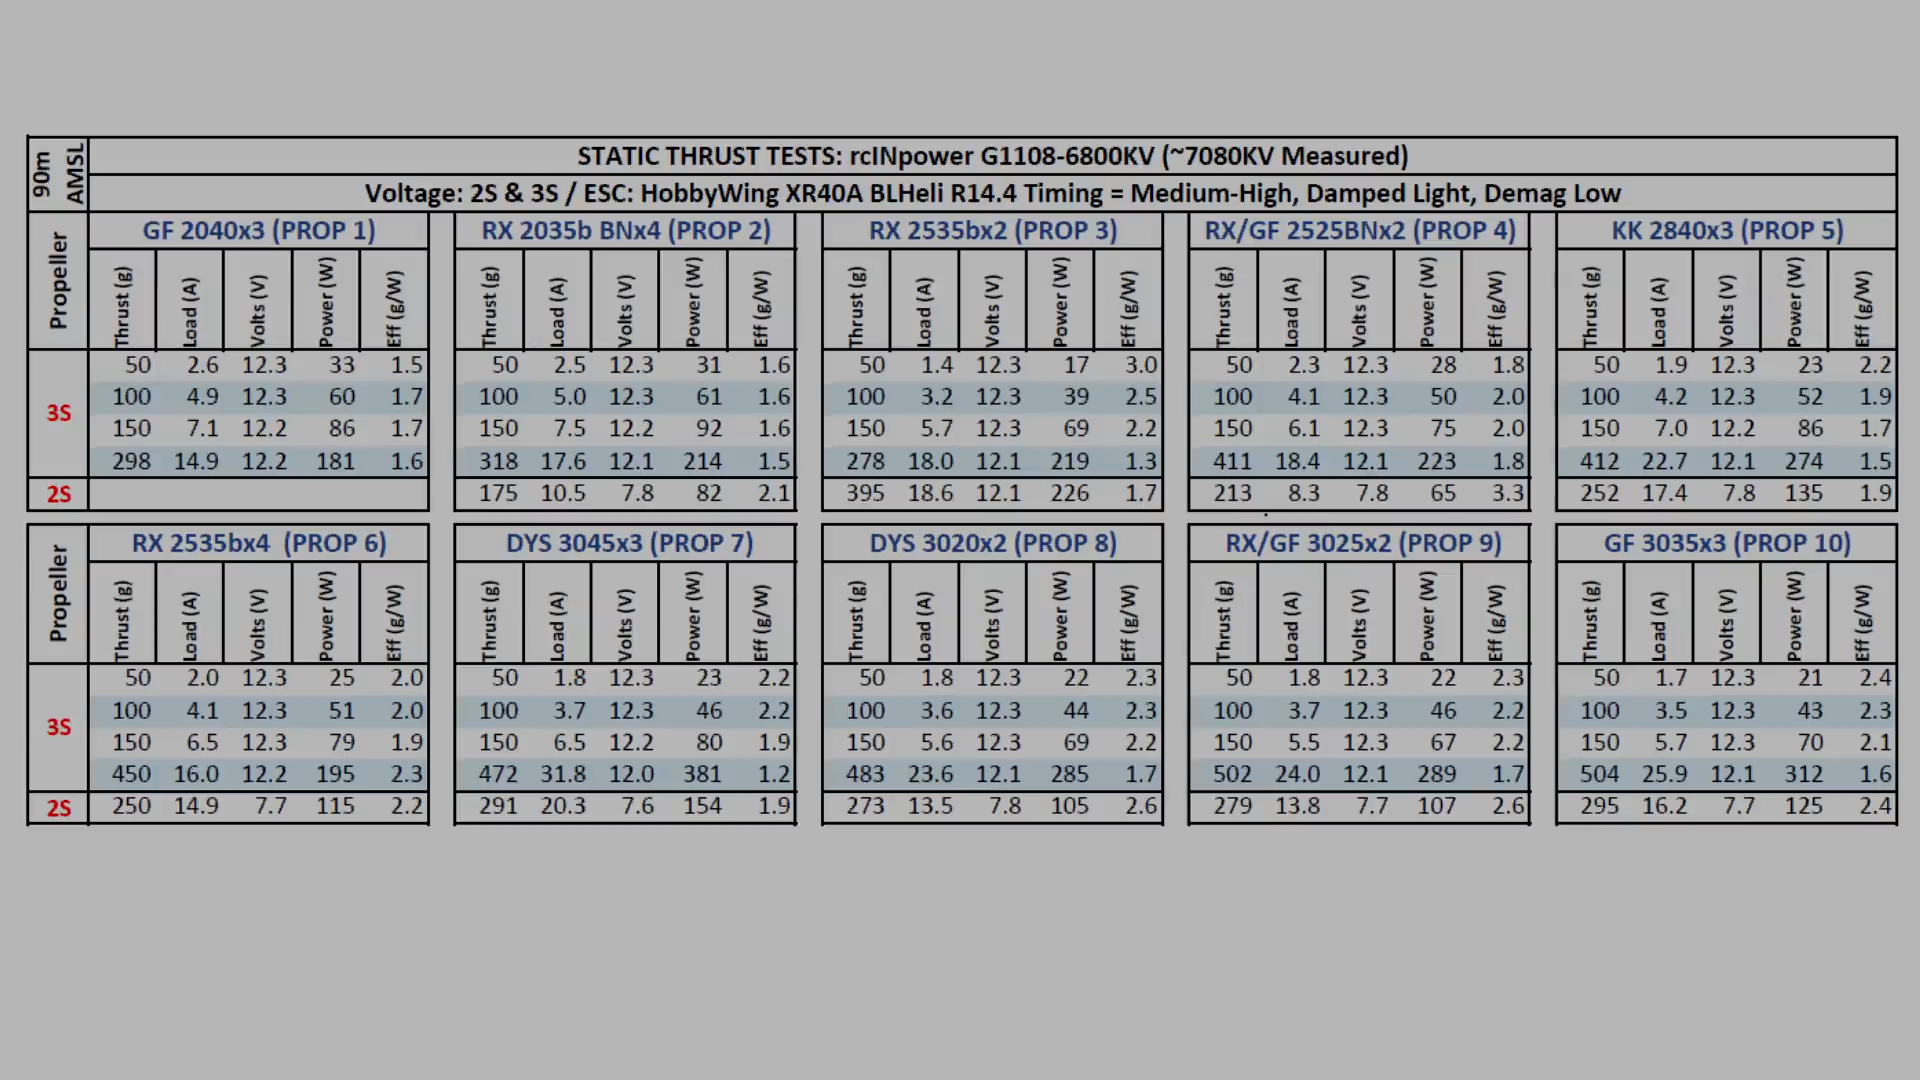 90m AMSL
STATIC THRUST TESTS: rcINpower G1108-6800KV (~7080KV Measured)
Voltage: 2S & 3S / ESC: HobbyWing XR40A BLHeli R14.4 Timing = Medium-High, Damped Light, Demag Low
Propeller
GF 2040x3 (PROP 1) RX 2035b BNx4 (PROP 2) RX 2535bx2 (PROP 3) RX/GF 2525BNx2 (PROP 4) KK 2840x3 (PROP 5)
Thrust (g) Load (A) Volts (V) Power (W) Eff (g/W) Thrust (g) Load (A) Volts (V) Power (W) Eff (g/W) Thrust (g) Load (A) Volts (V) Power (W) Eff (g/W) Thrust (g) Load (A) Volts (V) Power (W) Eff (g/W) Thrust (g) Load (A) Volts (V) Power (W) Eff (g/W)
3S
50 2.6 12.3 33 1.5 50 2.5 12.3 31 1.6 50 1.4 12.3 17 3.0 50 2.3 12.3 28 1.8 50 1.9 12.3 23 2.2
100 4.9 12.3 60 1.7 100 5.0 12.3 61 1.6 100 3.2 12.3 39 2.5 100 4.1 12.3 50 2.0 100 4.2 12.3 52 1.9
150 7.1 12.2 86 1.7 150 7.5 12.2 92 1.6 150 5.7 12.3 69 2.2 150 6.1 12.3 75 2.0 150 7.0 12.2 86 1.7
298 14.9 12.2 181 1.6 318 17.6 12.1 214 1.5 278 18.0 12.1 219 1.3 411 18.4 12.1 223 1.8 412 22.7 12.1 274 1.5
2S 175 10.5 7.8 82 2.1 395 18.6 12.1 226 1.7 213 8.3 7.8 65 3.3 252 17.4 7.8 135 1.9
Propeller
RX 2535bx4 (PROP 6) DYS 3045x3 (PROP 7) DYS 3020x2 (PROP 8) RX/GF 3025x2 (PROP 9) GF 3035x3 (PROP 10)
Thrust (g) Load (A) Volts (V) Power (W) Eff (g/W) Thrust (g) Load (A) Volts (V) Power (W) Eff (g/W) Thrust (g) Load (A) Volts (V) Power (W) Eff (g/W) Thrust (g) Load (A) Volts (V) Power (W) Eff (g/W) Thrust (g) Load (A) Volts (V) Power (W) Eff (g/W)
3S
50 2.0 12.3 25 2.0 50 1.8 12.3 23 2.2 50 1.8 12.3 22 2.3 50 1.8 12.3 22 2.3 50 1.7 12.3 21 2.4
100 4.1 12.3 51 2.0 100 3.7 12.3 46 2.2 100 3.6 12.3 44 2.3 100 3.7 12.3 46 2.2 100 3.5 12.3 43 2.3
150 6.5 12.3 79 1.9 150 6.5 12.2 80 1.9 150 5.6 12.3 69 2.2 150 5.5 12.3 67 2.2 150 5.7 12.3 70 2.1
450 16.0 12.2 195 2.3 472 31.8 12.0 381 1.2 483 23.6 12.1 285 1.7 502 24.0 12.1 289 1.7 504 25.9 12.1 312 1.6
2S 250 14.9 7.7 115 2.2 291 20.3 7.6 154 1.9 273 13.5 7.8 105 2.6 279 13.8 7.7 107 2.6 295 16.2 7.7 125 2.4